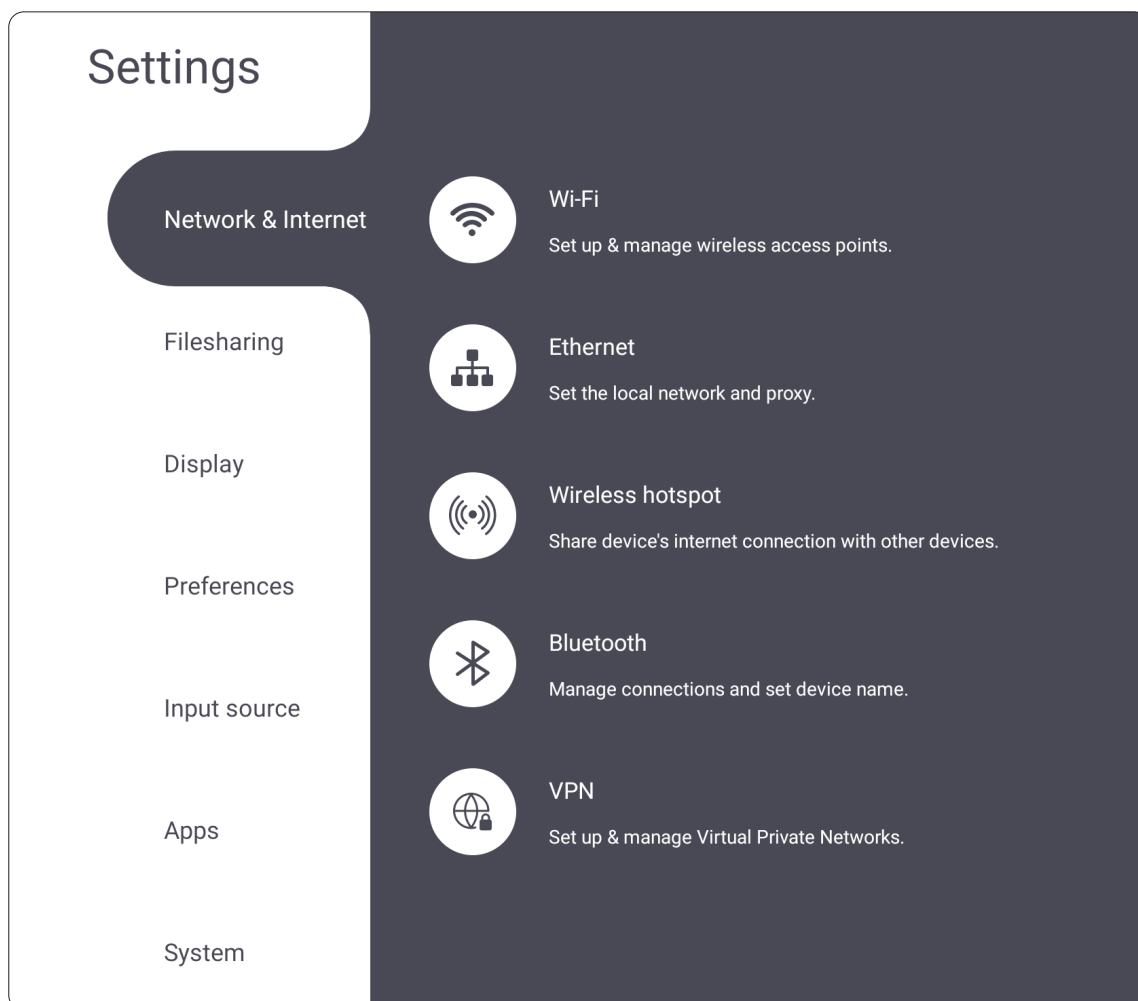 Settings
Network & Internet
Filesharing
Display
Preferences
Input source
Apps
System
Wi-Fi
Set up & manage wireless access points.
Ethernet
Set the local network and proxy.
Wireless hotspot
Share device's internet connection with other devices.
Bluetooth
Manage connections and set device name.
VPN
Set up & manage Virtual Private Networks.